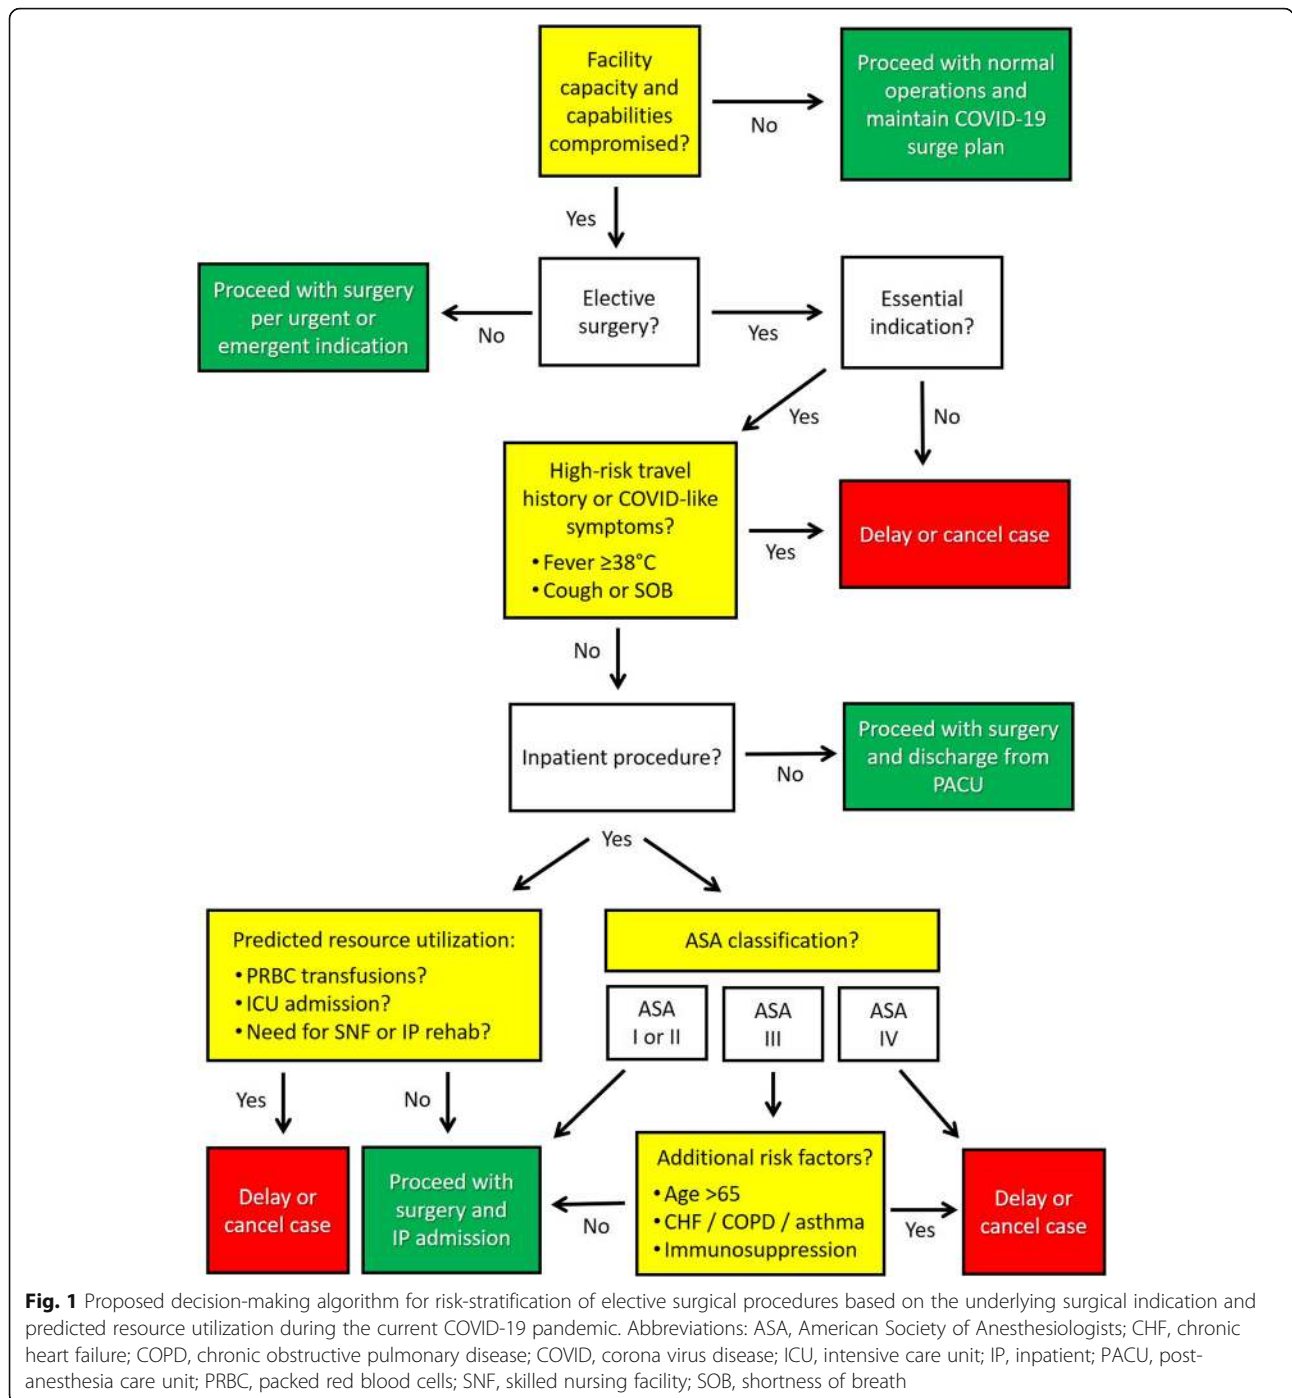 Facility
capacity and
capabilities
compromised?
No
Proceed with normal
operations and
maintain COVID-19
surge plan
Yes
Proceed with surgery
per urgent or
emergent indication
No
Elective
surgery?
Yes
Essential
indication?
Yes
No
High-risk travel
history or COVID-like
symptoms?
• Fever ≥38°C
• Cough or SOB
Yes
Delay or cancel case
No
Inpatient procedure?
No
Proceed with surgery
and discharge from
PACU
Yes
Predicted resource utilization:
• PRBC transfusions?
• ICU admission?
• Need for SNF or IP rehab?
ASA classification?
ASA
I or II
ASA
III
ASA
IV
Yes
No
Delay or
cancel case
Proceed with
surgery and
IP admission
No
Additional risk factors?
• Age >65
• CHF / COPD / asthma
• Immunosuppression
Yes
Delay or
cancel case
Fig. 1 Proposed decision-making algorithm for risk-stratification of elective surgical procedures based on the underlying surgical indication and
predicted resource utilization during the current COVID-19 pandemic. Abbreviations: ASA, American Society of Anesthesiologists; CHF, chronic
heart failure; COPD, chronic obstructive pulmonary disease; COVID, corona virus disease; ICU, intensive care unit; IP, inpatient; PACU, post-
anesthesia care unit; PRBC, packed red blood cells; SNF, skilled nursing facility; SOB, shortness of breath